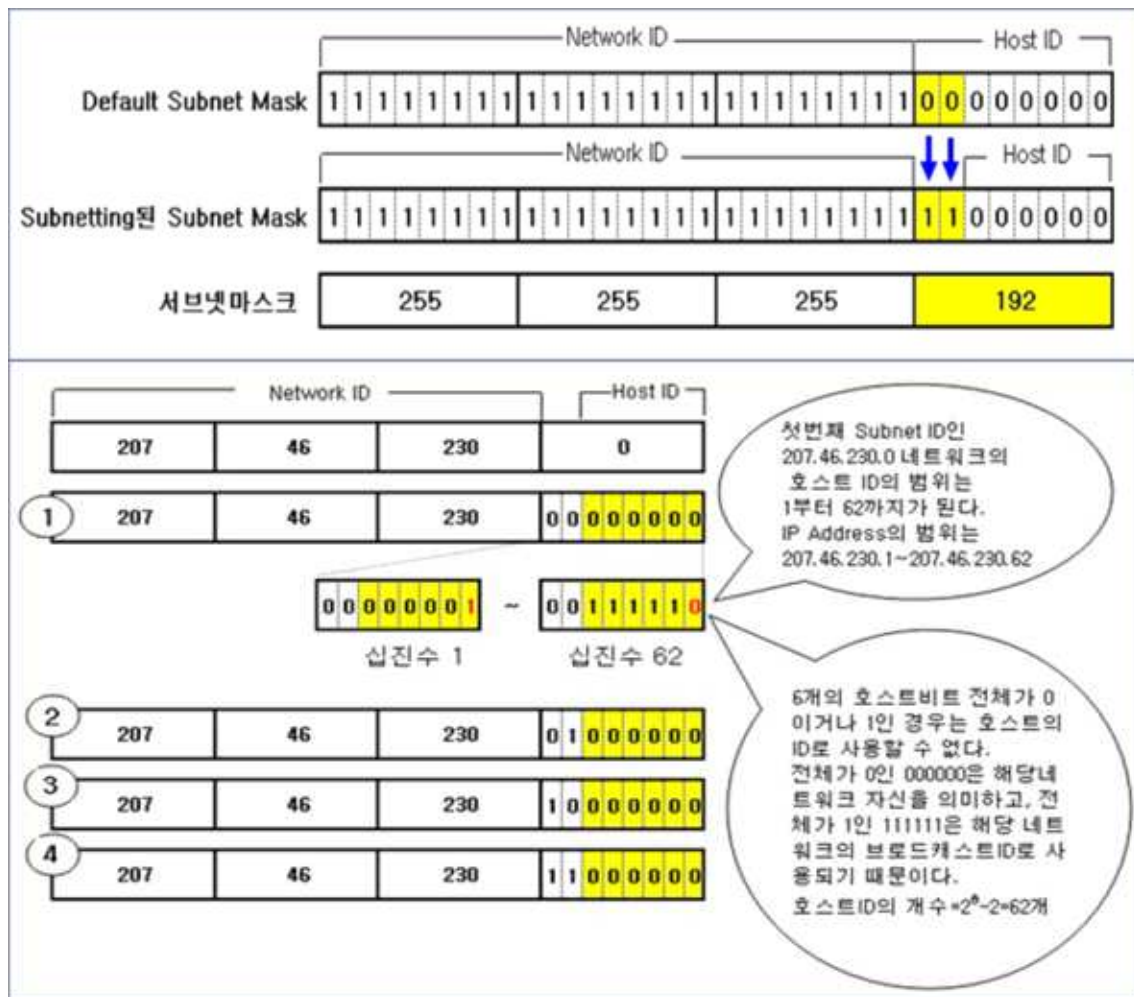 Network ID
Host ID
Default Subnet Mask
1 1 1 1 1 1 1 1 1 1 1 1 1 1 1 1 1 1 1 1 1 1 1 1 0 0 0 0 0 0 0 0
Network ID
Host ID
Subnetting된 Subnet Mask
1 1 1 1 1 1 1 1 1 1 1 1 1 1 1 1 1 1 1 1 1 1 1 1 1 1 0 0 0 0 0 0
서브넷마스크
255 255 255 192
Network ID
Host ID
207 46 230 0
1
207 46 230 0 0 0 0 0 0 0 0
0 0 0 0 0 0 0 1 ~ 0 0 1 1 1 1 1 0
십진수 1 십진수 62
2
207 46 230 0 1 0 0 0 0 0 0
3
207 46 230 1 0 0 0 0 0 0 0
4
207 46 230 1 1 0 0 0 0 0 0
첫번째 Subnet ID인
207.46.230.0 네트워크의
호스트 ID의 범위는
1부터 62까지가 된다.
IP Address의 범위는
207.46.230.1~207.46.230.62
6개의 호스트비트 전체가 0
이거나 1인 경우는 호스트의
ID로 사용할 수 없다.
전체가 0인 000000은 해당네
트워크 자신을 의미하고, 전
체가 1인 111111은 해당 네트
워크의 브로드캐스트ID로 사
용되기 때문이다.
호스트ID의 개수=2⁶-2=62개